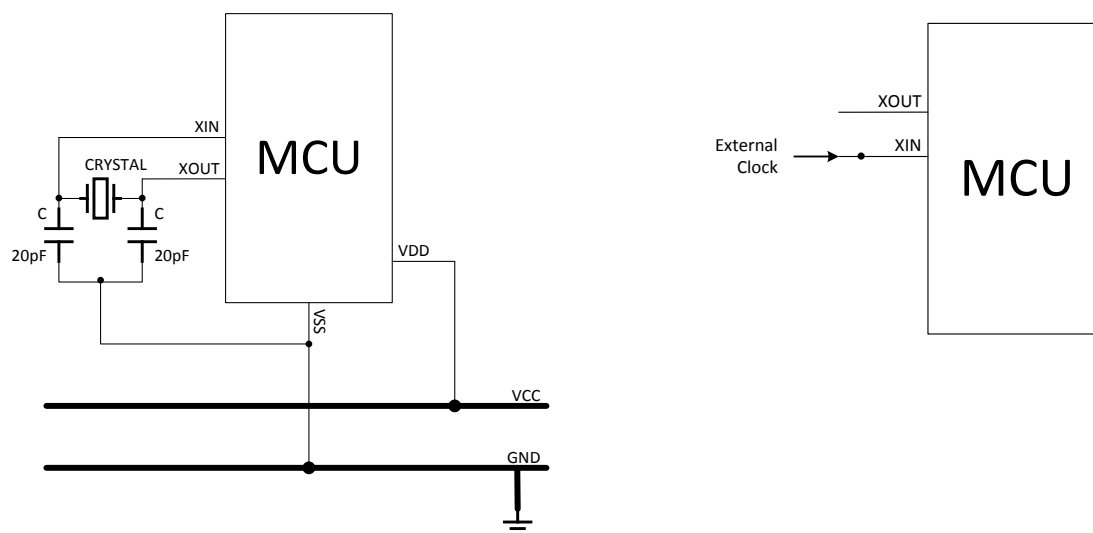 XIN
MCU
CRYSTAL
XOUT
C
C
20pF
20pF
VDD
VSS
VCC
GND
XOUT
External
Clock
XIN
MCU